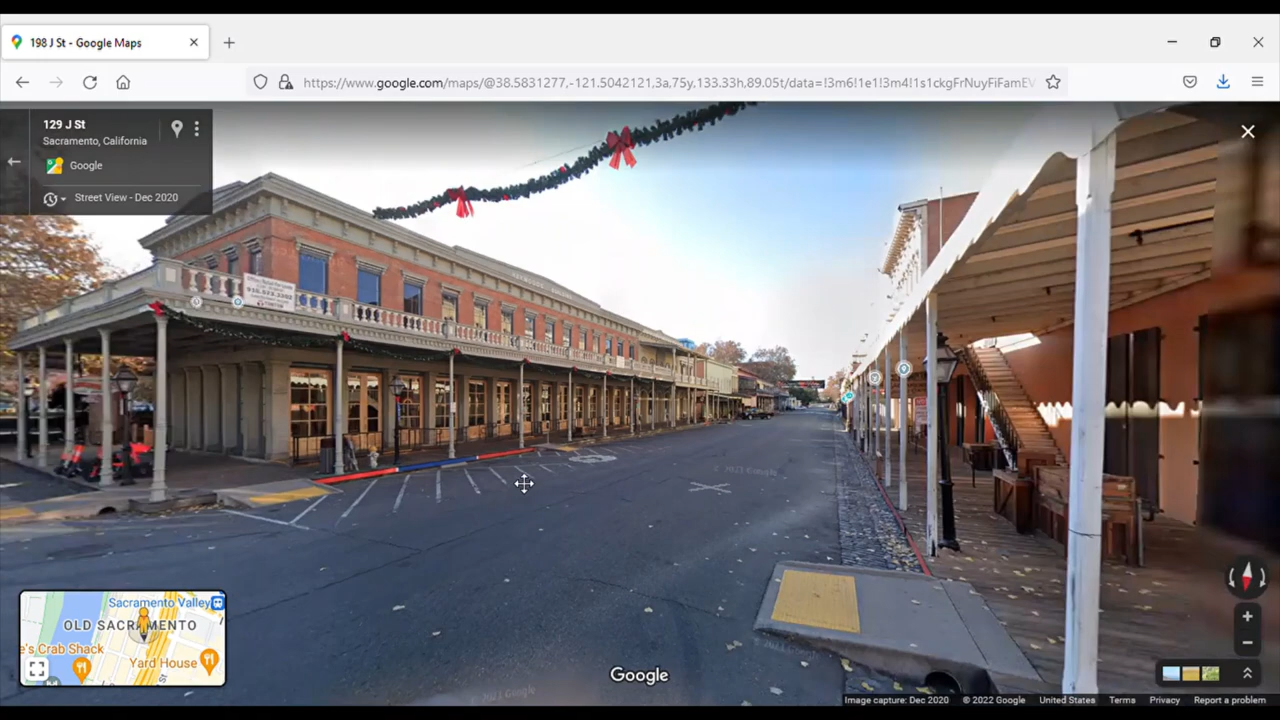 198 J St - Google Maps
https://www.google.com/maps/@38.5831277,-121.5042121,3a,75y,133.33h,89.05t/data=!3m6!1e1!3m4!1s1ckgFrNuyFiFamEV
129 J St
Sacramento, California
Google
Street View - Dec 2020
© 2023 Google
Sacramento Valley
OLD SACRAMENTO
e's Crab Shack
Yard House
Google
Image capture: Dec 2020 © 2022 Google United States Terms Privacy Report a problem